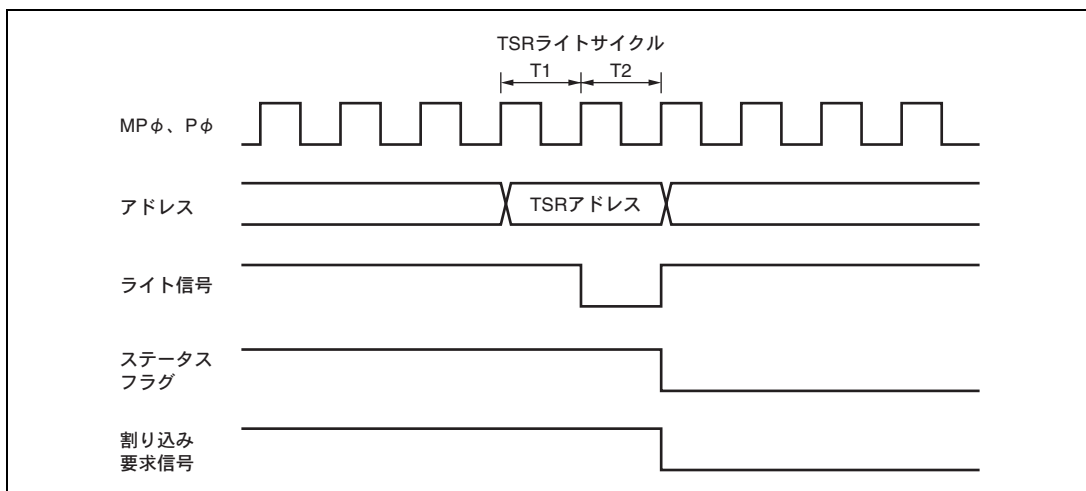 TSRライトサイクル
T1 T2
MPφ、Pφ
アドレス
TSRアドレス
ライト信号
ステータス
フラグ
割り込み
要求信号